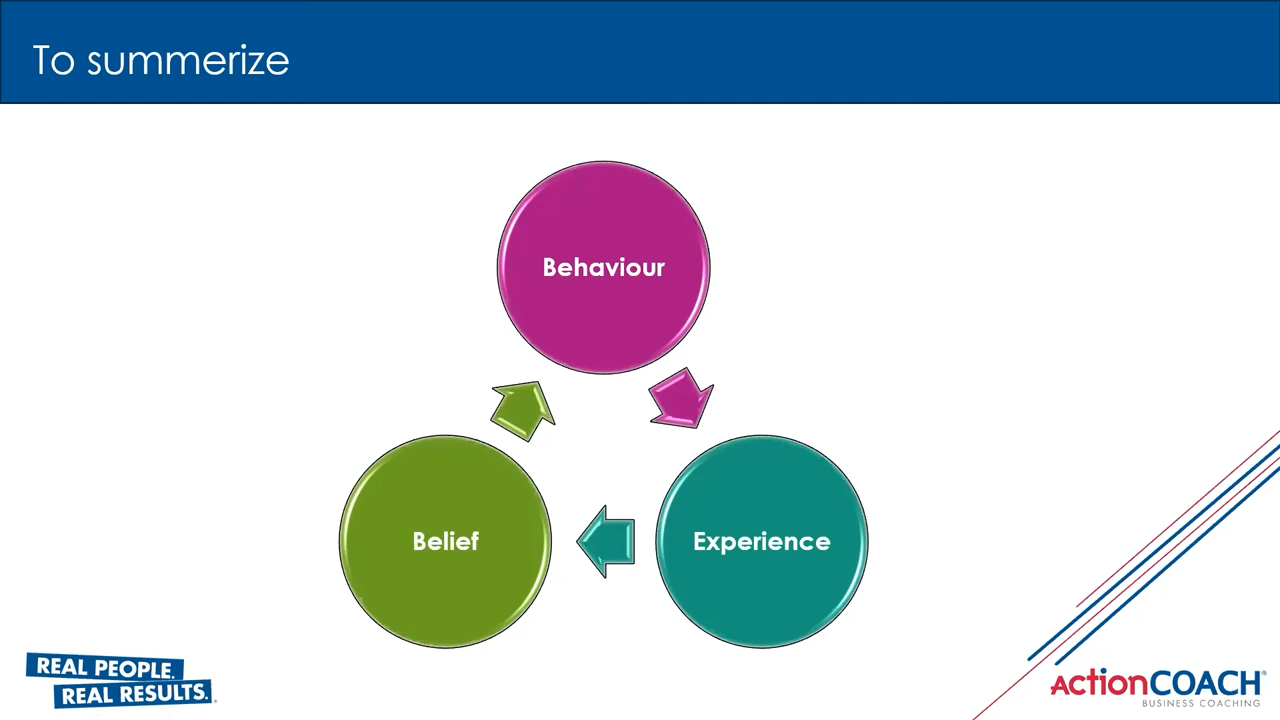 To summerize
Behaviour
Belief
Experience
REAL PEOPLE.
REAL RESULTS.
ActionCOACH®
BUSINESS COACHING